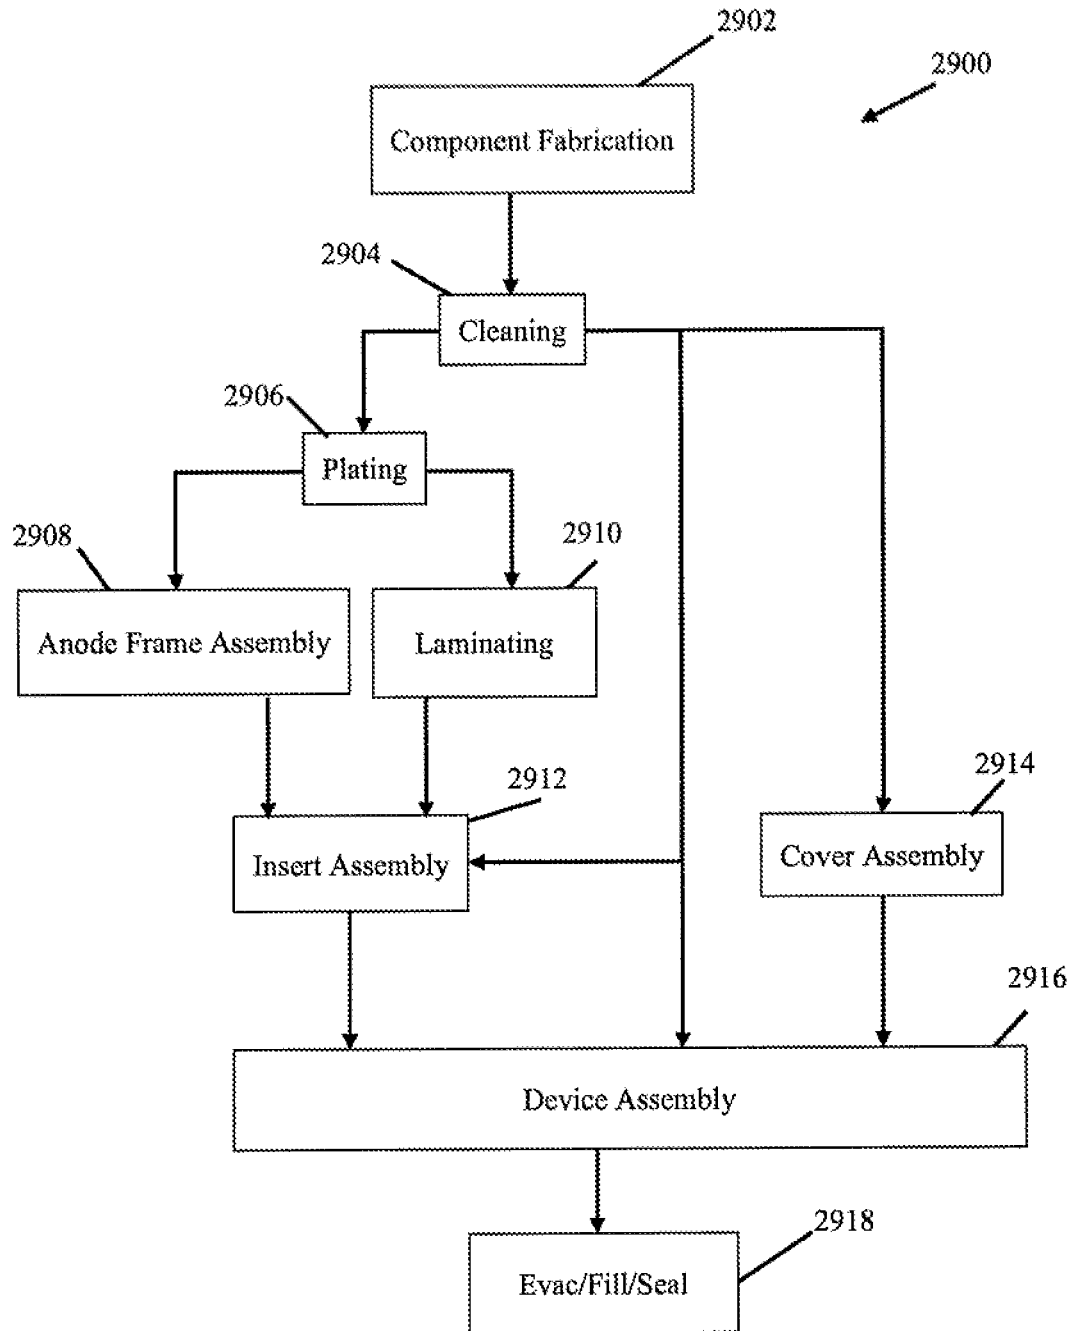 2902
2900
Component Fabrication
2904
Cleaning
2906
Plating
2908
2910
Anode Frame Assembly
Laminating
2912
2914
Insert Assembly
Cover Assembly
2916
Device Assembly
2918
Evac/Fill/Seal